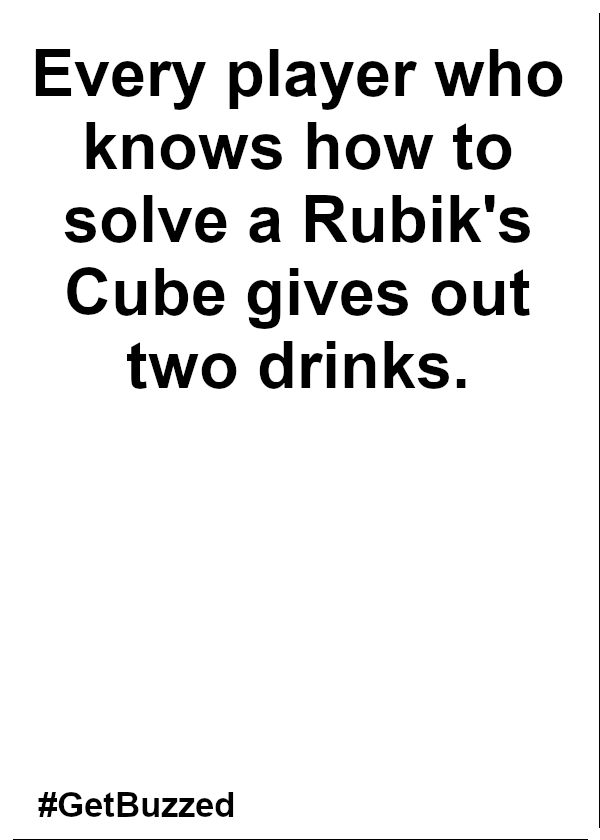 Every player who
knows how to
solve a Rubik's
Cube gives out
two drinks.
#GetBuzzed